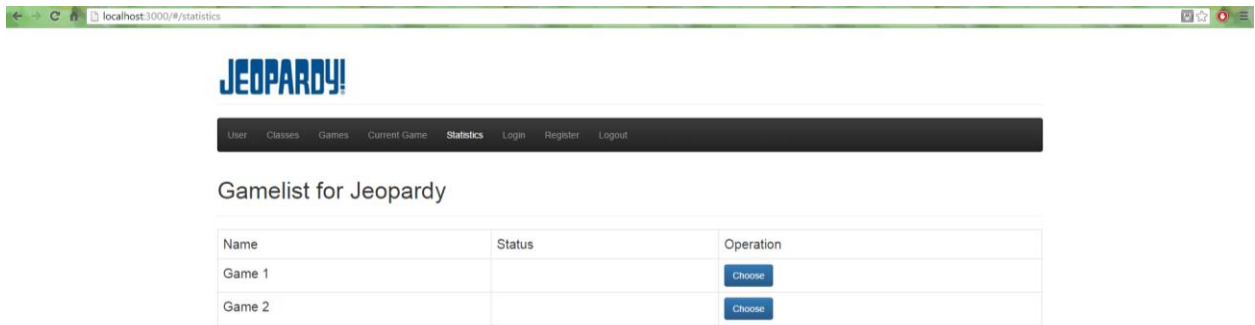 localhost:3000/#/statistics
JEOPARDY!
User Classes Games Current Game Statistics Login Register Logout
Gamelist for Jeopardy
Name Status Operation
Game 1 Choose
Game 2 Choose